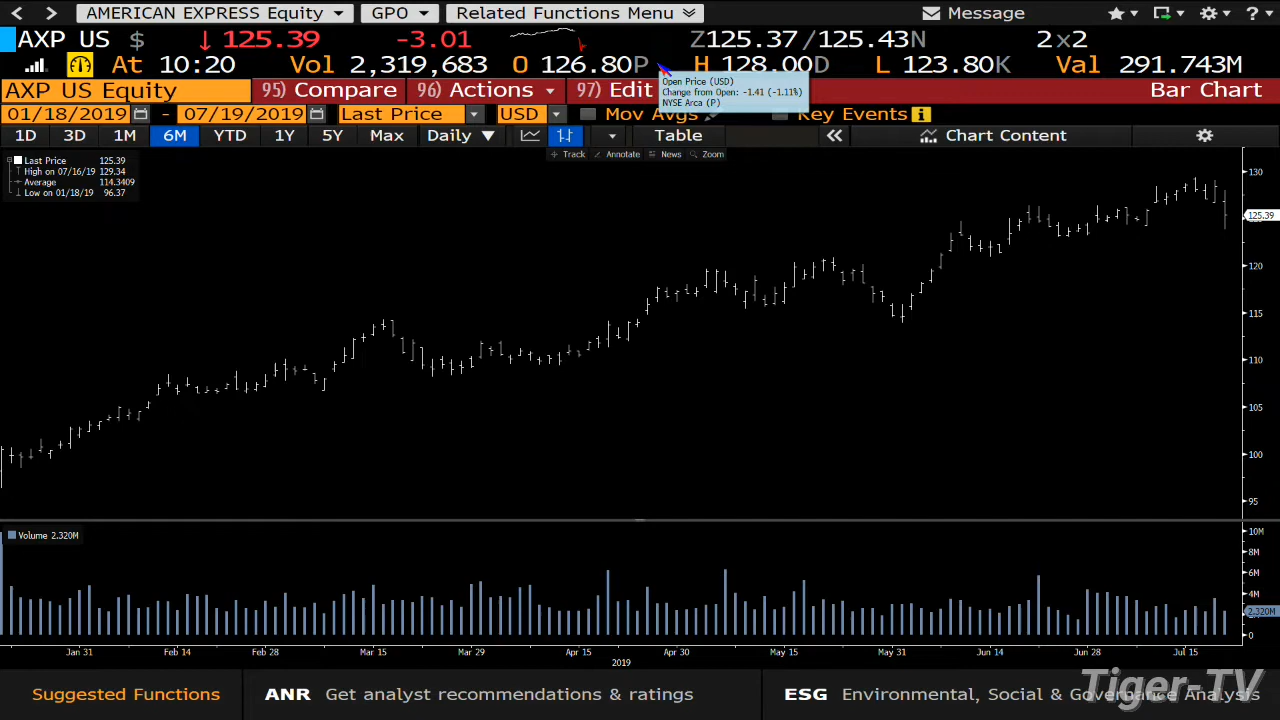 AMERICAN EXPRESS Equity GPO Related Functions Menu Message ?
AXP US $ ↓ 125.39 -3.01 Z125.37/125.43N 2x2
At 10:20 Vol 2,319,683 O 126.80P H 128.00D L 123.80K Val 291.743M
Open Price (USD)
Change from Open: -1.41 (-1.11%)
NYSE Arca (P)
AXP US Equity 95) Compare 96) Actions 97) Edit Bar Chart
01/18/2019 - 07/19/2019 Last Price USD Mov Avgs Key Events i
1D 3D 1M 6M YTD 1Y 5Y Max Daily ▼ Table « Chart Content
Track Annotate News Zoom
Last Price 125.39
High on 07/16/19 129.34
Average 114.3409
Low on 01/18/19 96.37
130
125.39
120
115
110
105
100
95
Volume 2.320M
10M
8M
6M
4M
2.320M
0
Jan 31 Feb 14 Feb 28 Mar 15 Mar 29 Apr 15 Apr 30 May 15 May 31 Jun 14 Jun 28 Jul 15
2019
Suggested Functions ANR Get analyst recommendations & ratings ESG Environmental, Social & Governance Analysis
Tiger-TV